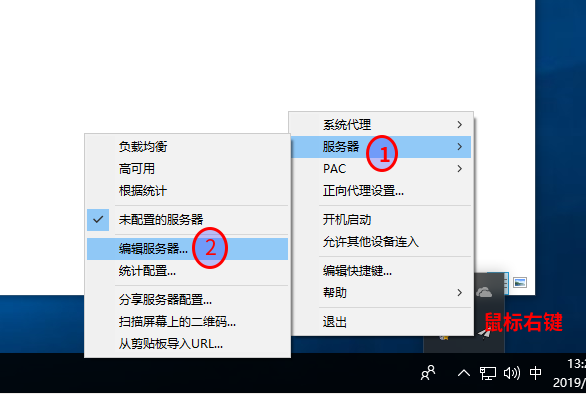 系统代理
服务器
1
PAC
正向代理设置...
开机启动
允许其他设备连入
编辑快捷键...
帮助
退出
负载均衡
高可用
根据统计
未配置的服务器
编辑服务器...
2
统计配置...
分享服务器配置...
扫描屏幕上的二维码...
从剪贴板导入URL...
鼠标右键
中
13:2
2019/